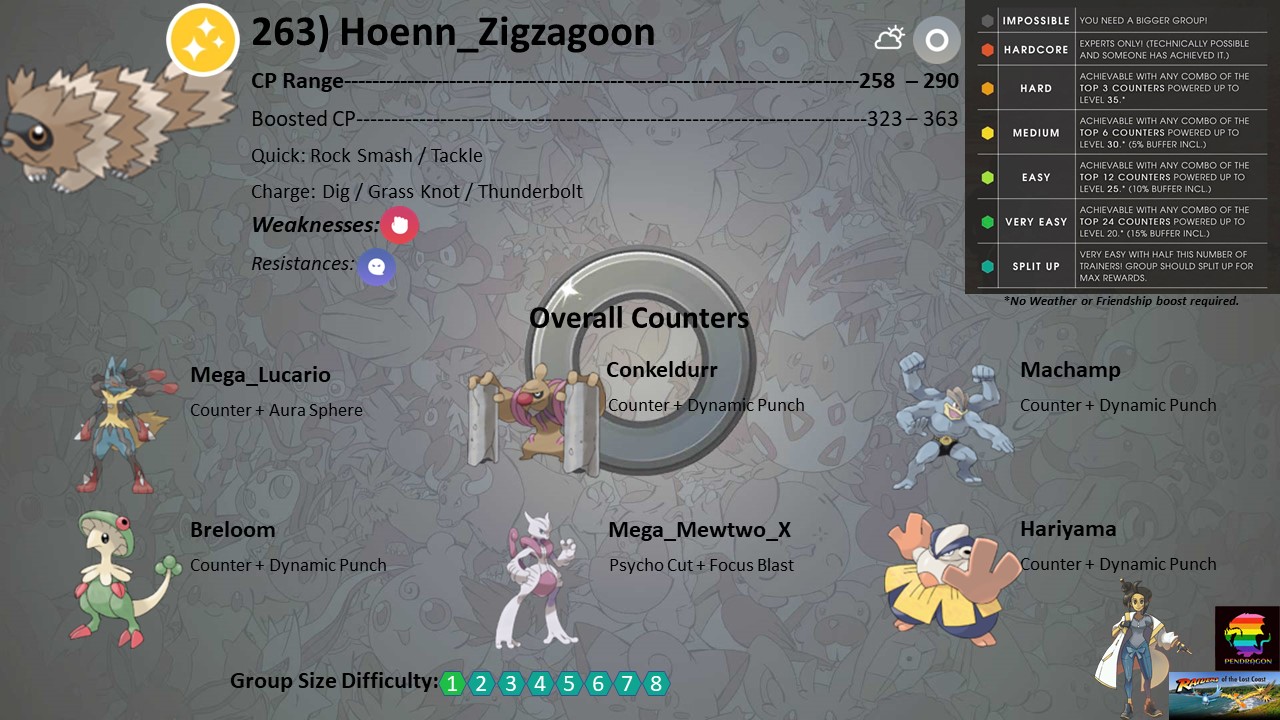 263) Hoenn_Zigzagoon
CP Range---258 – 290
Boosted CP---323 – 363
Quick: Rock Smash / Tackle
Charge: Dig / Grass Knot / Thunderbolt
Weaknesses:
Resistances:
IMPOSSIBLE YOU NEED A BIGGER GROUP!
HARDCORE EXPERTS ONLY! (TECHNICALLY POSSIBLE
AND SOMEONE HAS ACHIEVED IT.)
HARD ACHIEVABLE WITH ANY COMBO OF THE
TOP 3 COUNTERS POWERED UP TO
LEVEL 35.*
MEDIUM ACHIEVABLE WITH ANY COMBO OF THE
TOP 6 COUNTERS POWERED UP TO
LEVEL 30.* (5% BUFFER INCL.)
EASY ACHIEVABLE WITH ANY COMBO OF THE
TOP 12 COUNTERS POWERED UP TO
LEVEL 25.* (10% BUFFER INCL.)
VERY EASY ACHIEVABLE WITH ANY COMBO OF THE
TOP 24 COUNTERS POWERED UP TO
LEVEL 20.* (15% BUFFER INCL.)
SPLIT UP VERY EASY WITH HALF THIS NUMBER OF
TRAINERS! GROUP SHOULD SPLIT UP FOR
MAX REWARDS.
*No Weather or Friendship boost required.
Overall Counters
Mega_Lucario
Counter + Aura Sphere
Conkeldurr
Counter + Dynamic Punch
Machamp
Counter + Dynamic Punch
Breloom
Counter + Dynamic Punch
Mega_Mewtwo_X
Psycho Cut + Focus Blast
Hariyama
Counter + Dynamic Punch
Group Size Difficulty: 1 2 3 4 5 6 7 8
PENDRAGON
RAIDERS of the Lost Coast